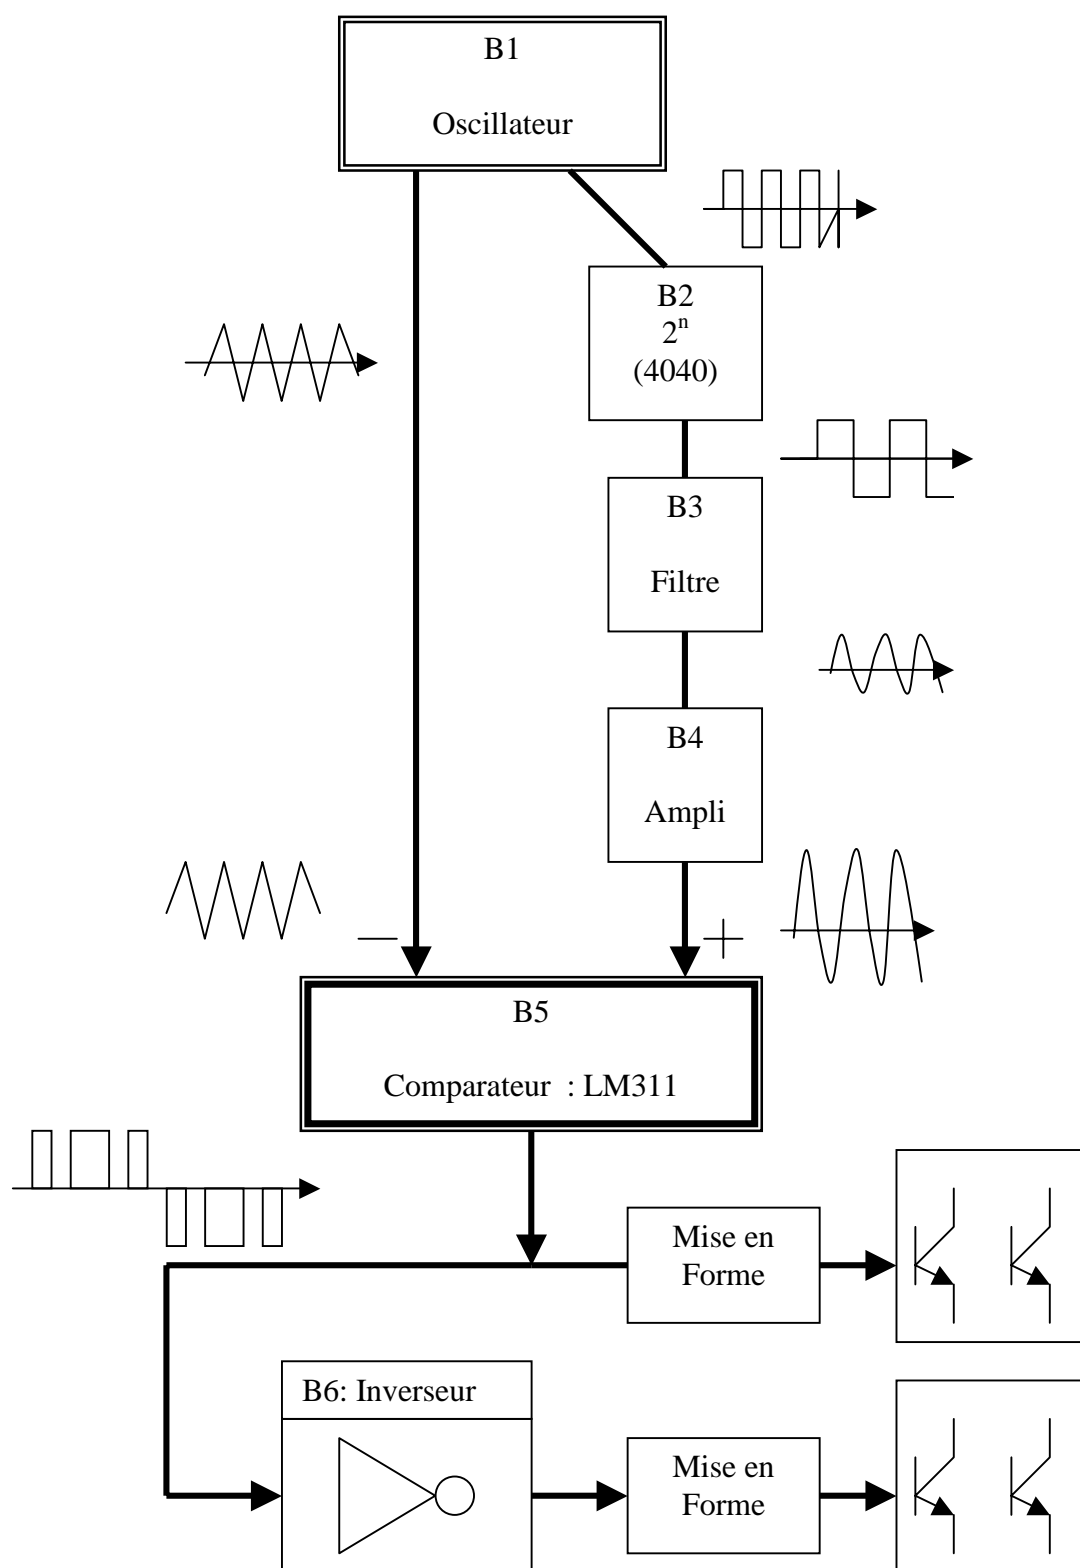 B1
Oscillateur
B2
2ⁿ
(4040)
B3
Filtre
B4
Ampli
— +
B5
Comparateur : LM311
Mise en
Forme
B6: Inverseur
Mise en
Forme